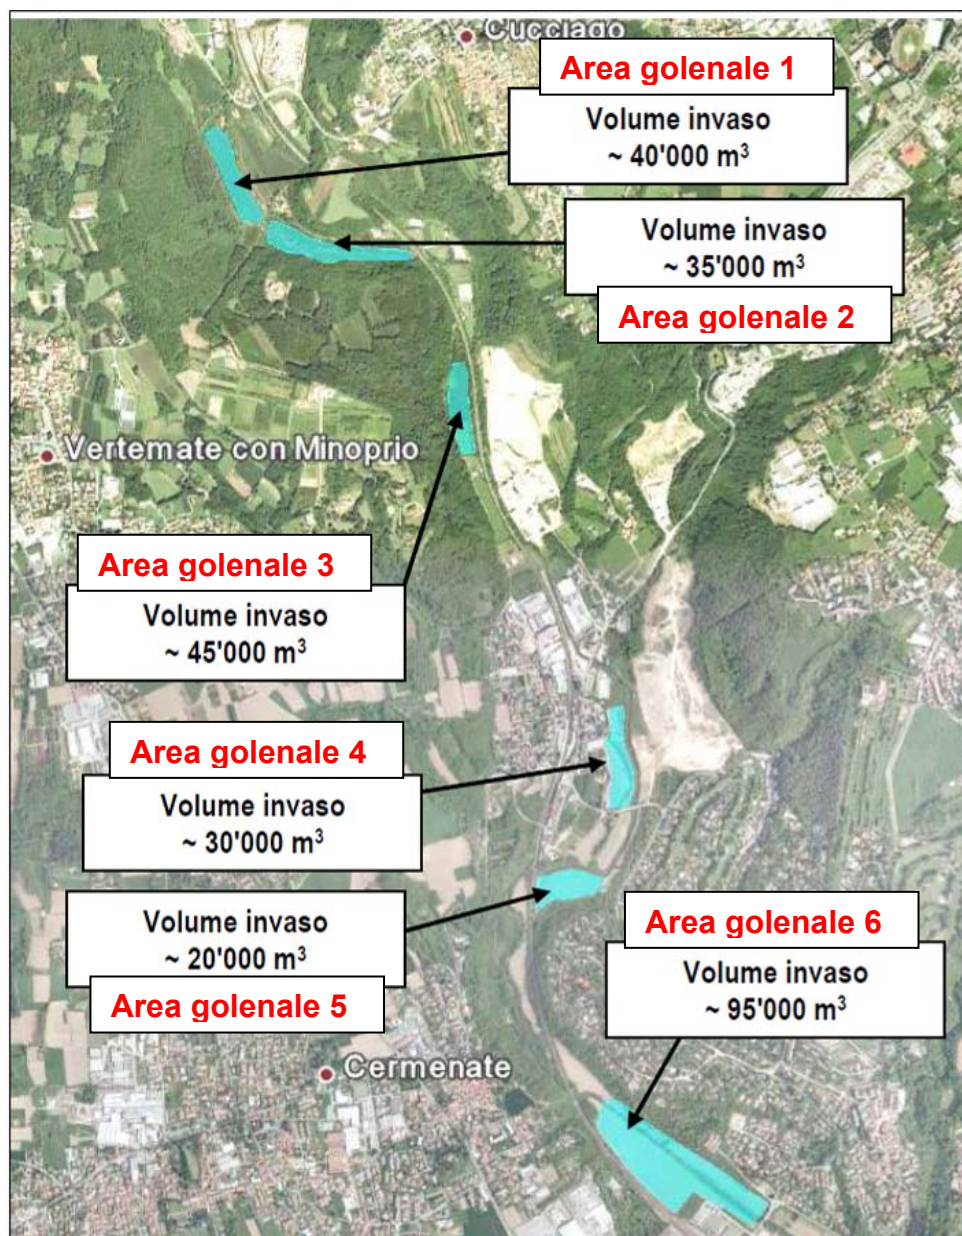 Cucciago
Area golenale 1
Volume invaso
~ 40'000 m³
Volume invaso
~ 35'000 m³
Area golenale 2
Vertemate con Minoprio
Area golenale 3
Volume invaso
~ 45'000 m³
Area golenale 4
Volume invaso
~ 30'000 m³
Volume invaso
~ 20'000 m³
Area golenale 5
Area golenale 6
Volume invaso
~ 95'000 m³
Cermenate